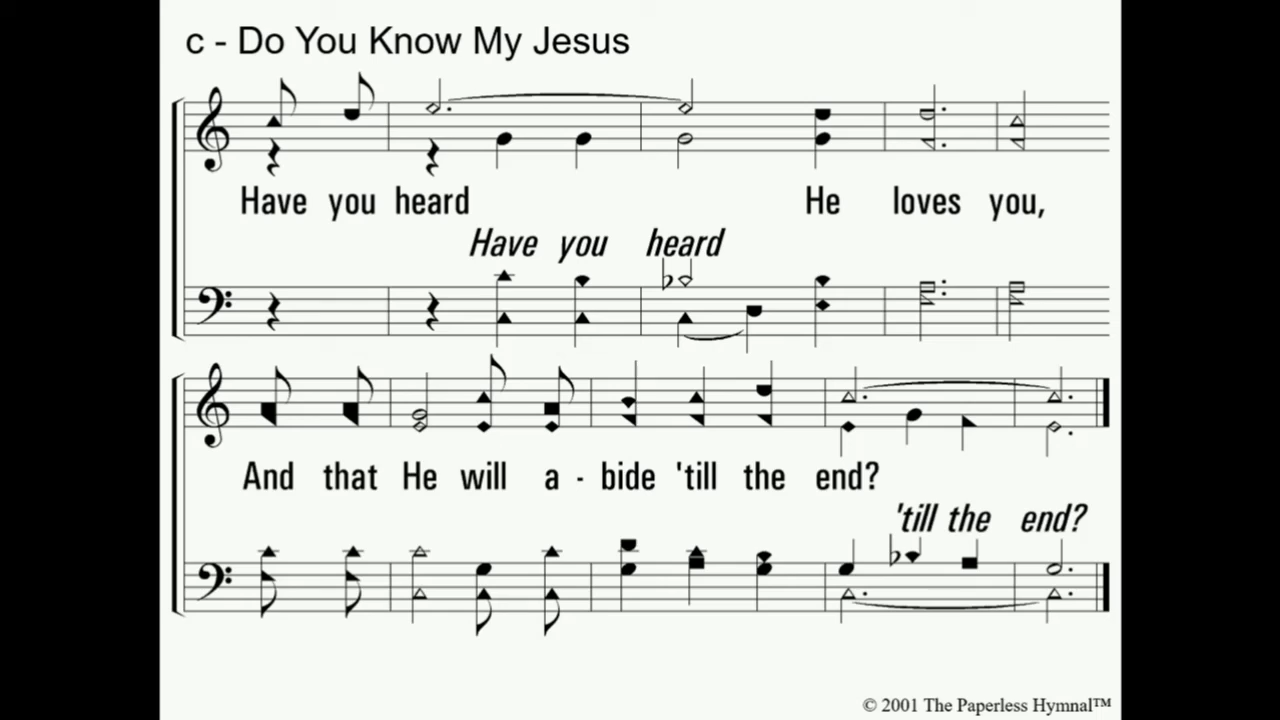 c - Do You Know My Jesus
Have you heard He loves you,
Have you heard
And that He will a - bide 'till the end?
'till the end?
© 2001 The Paperless Hymnal™